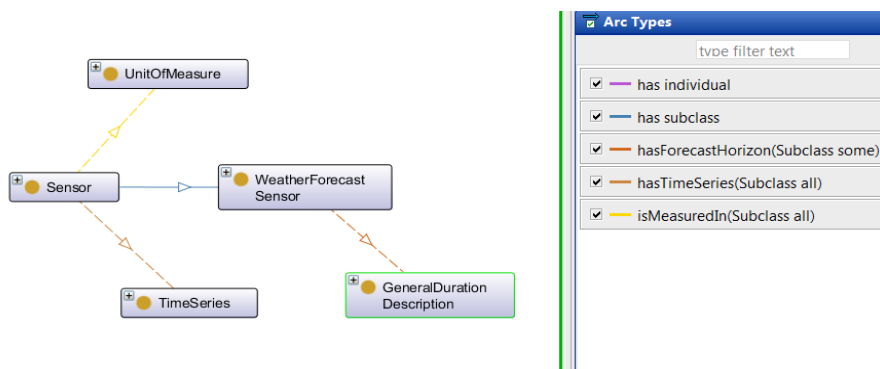 UnitOfMeasure
Sensor
WeatherForecast
Sensor
GeneralDuration
Description
TimeSeries
Arc Types
type filter text
has individual
has subclass
hasForecastHorizon(Subclass some)
hasTimeSeries(Subclass all)
isMeasuredIn(Subclass all)